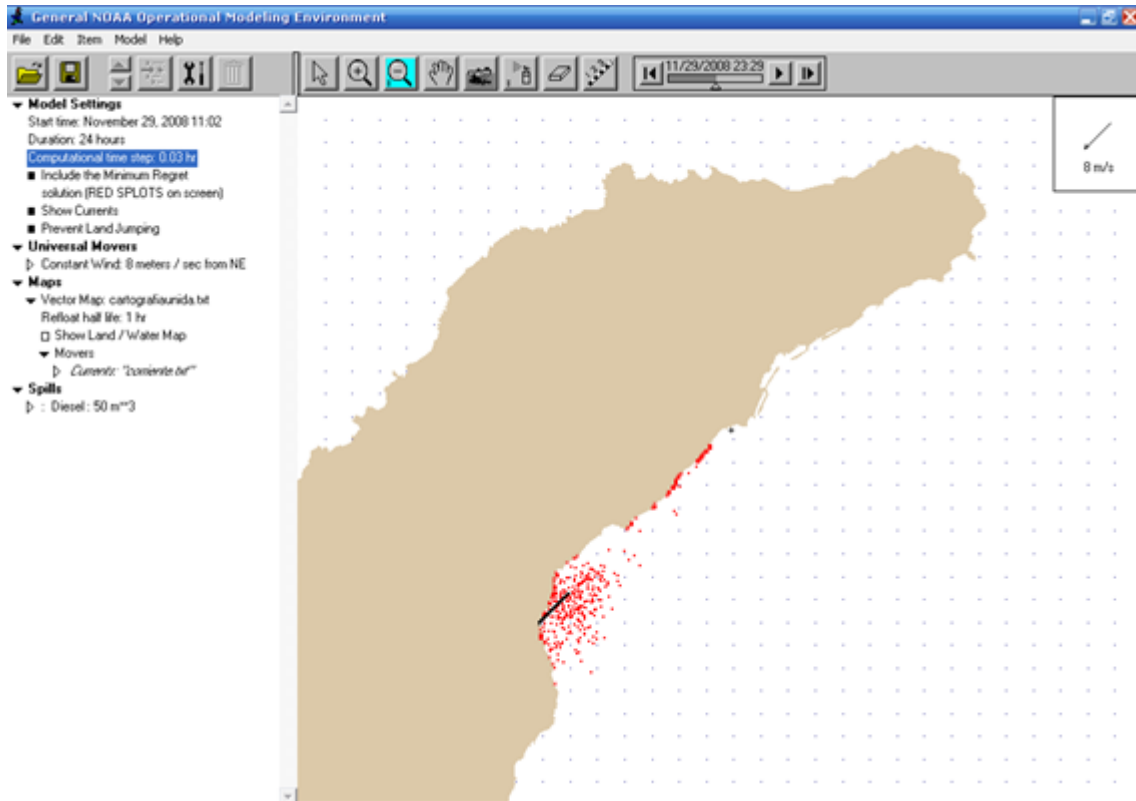 General NOAA Operational Modeling Environment
File Edit Item Model Help
11/29/2008 23:29
Model Settings
Start time: November 29, 2008 11:02
Duration: 24 hours
Computational time step: 0.03 hr
Include the Minimum Regret
solution (RED SPLOTS on screen)
Show Currents
Prevent Land Jumping
Universal Movers
Constant Wind: 8 meters / sec from NE
Maps
Vector Map: cartografiaunida.txt
Refloat half life: 1 hr
Show Land / Water Map
Movers
Currents: "corriente.txt"
Spills
: Diesel : 50 m**3
8 m/s